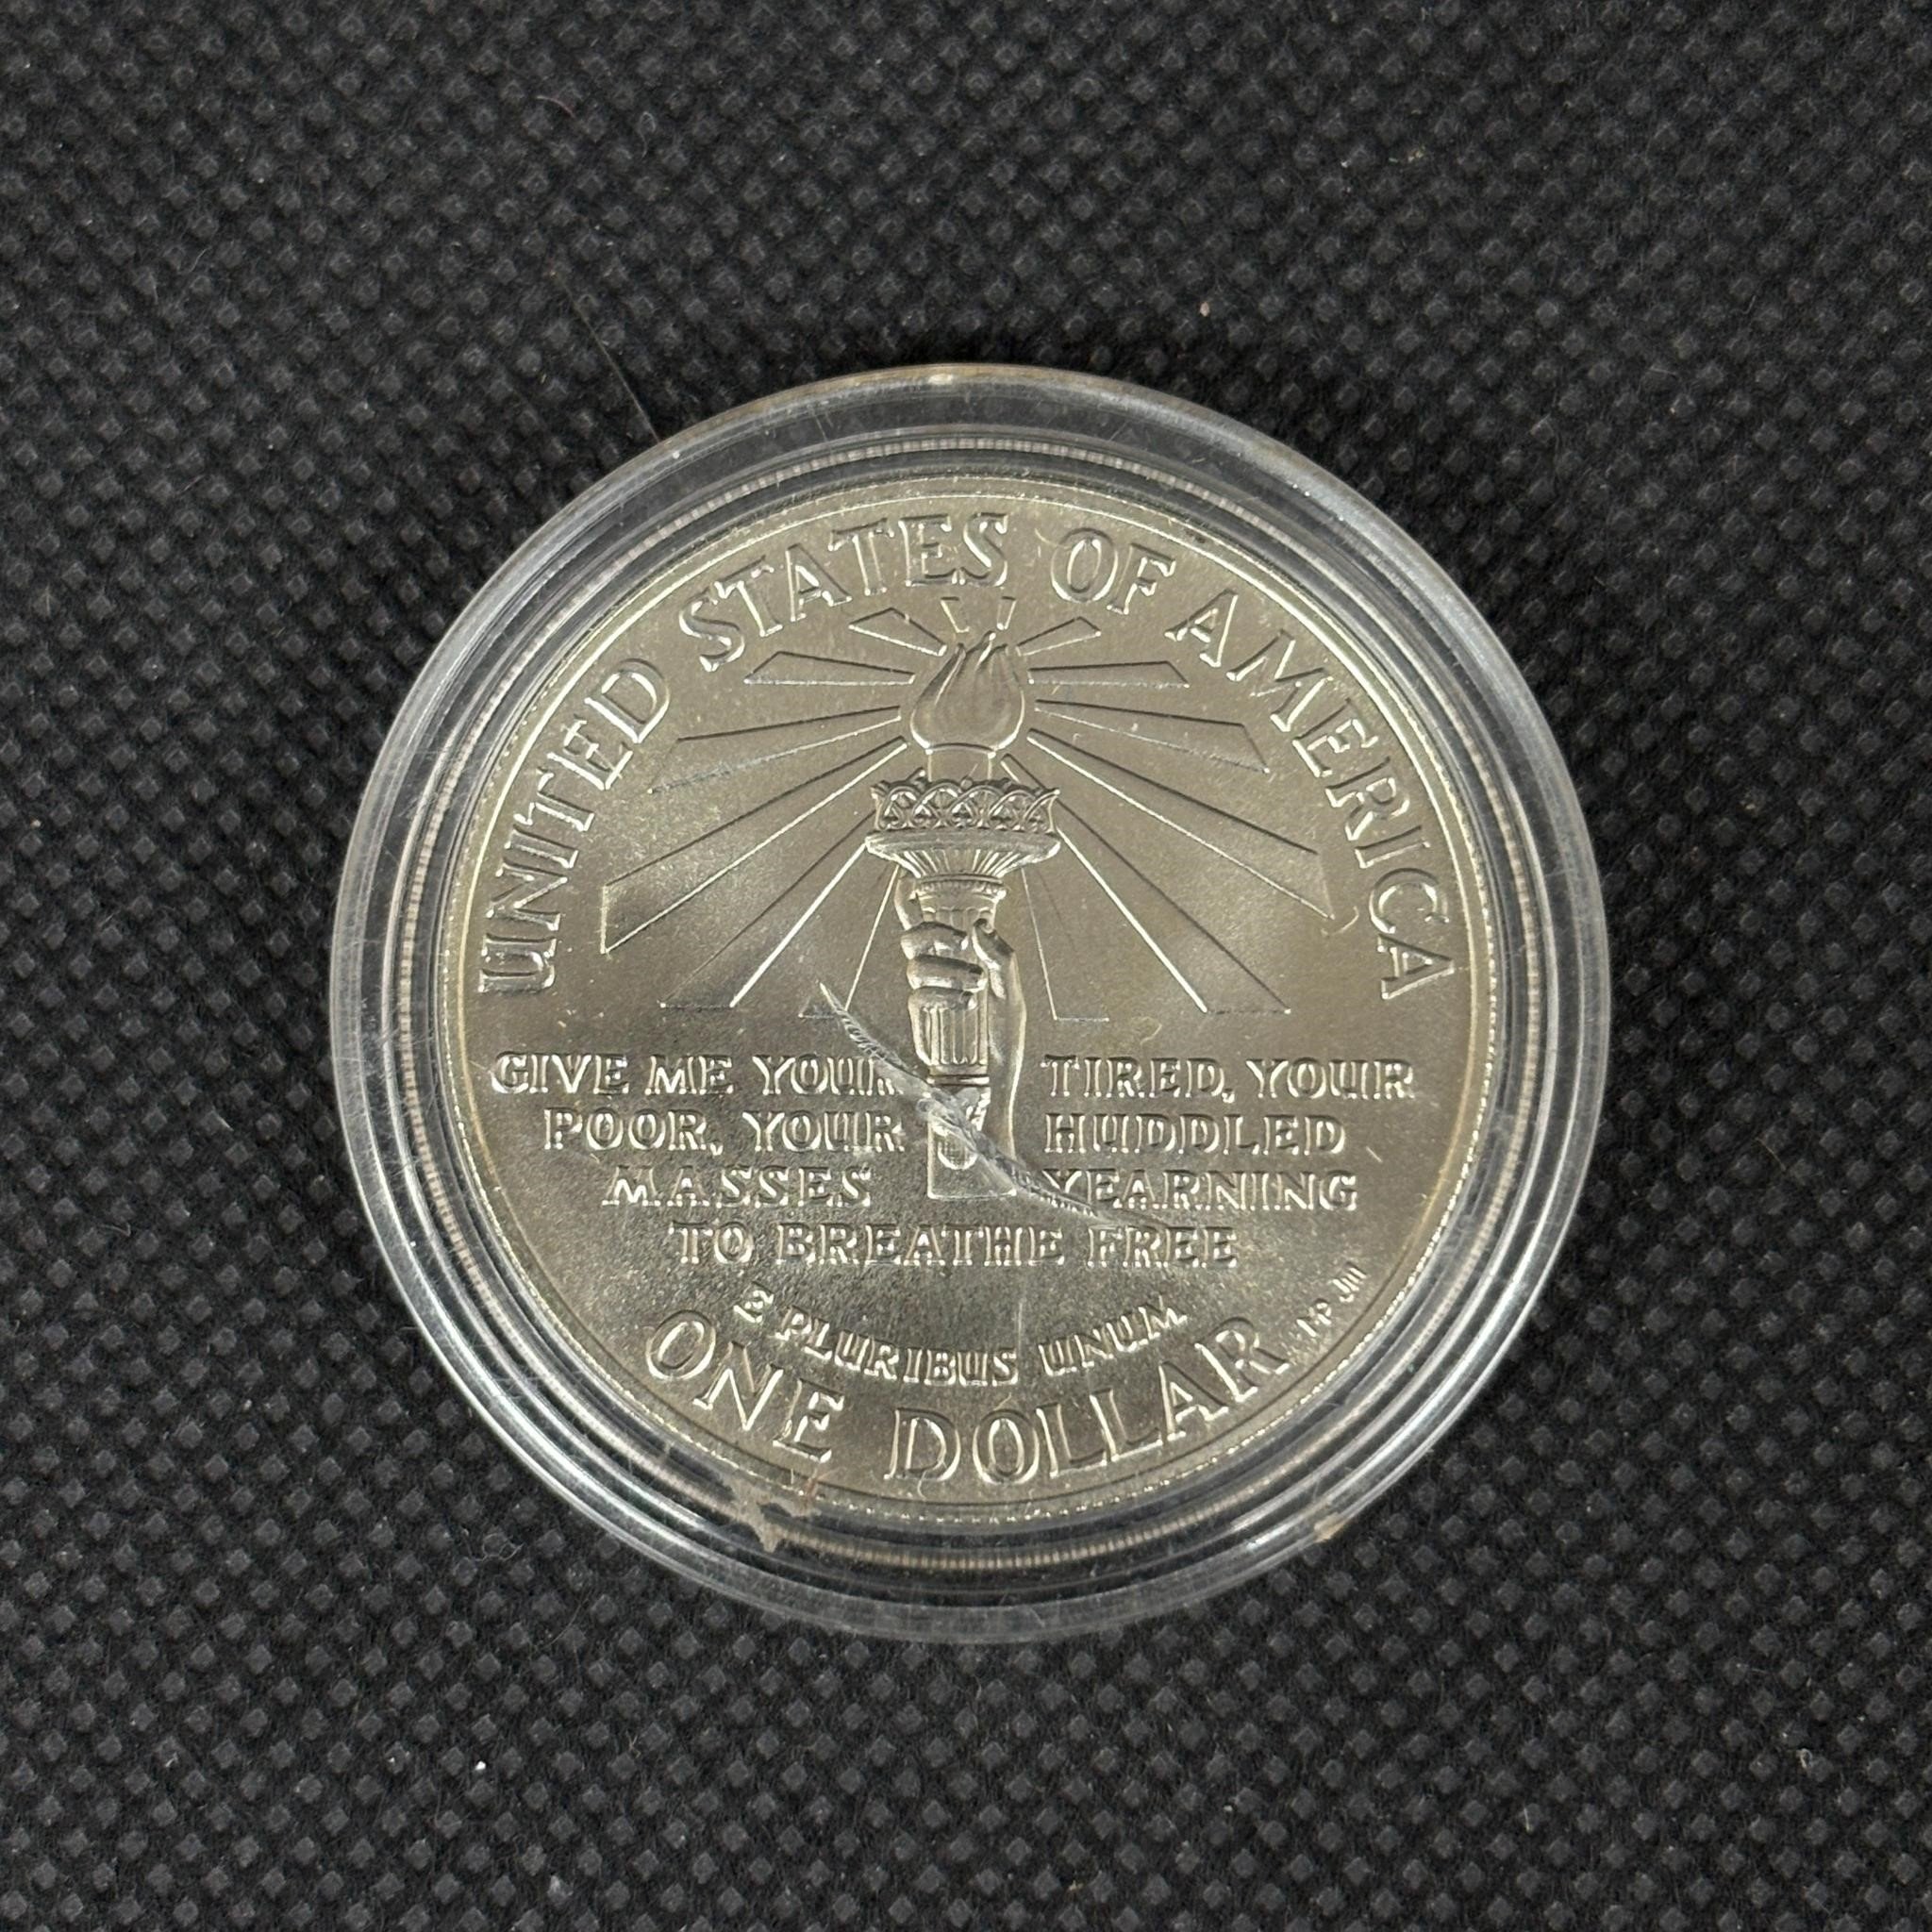 UNITED STATES OF AMERICA
GIVE ME YOUR TIRED, YOUR
POOR, YOUR HUDDLED
MASSES YEARNING
TO BREATHE FREE
E PLURIBUS UNUM
ONE DOLLAR